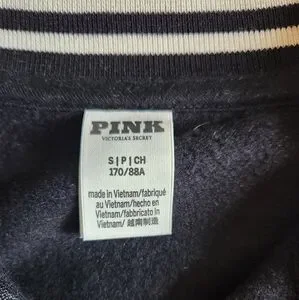 PINK
VICTORIA'S SECRET
S|P|CH
170/88A
made in Vietnam/fabriqué
au Vietnam/hecho en
Vietnam/fabbricato in
Vietnam/ 越南制造